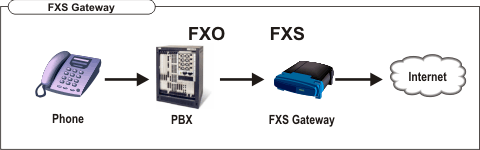 FXS Gateway
FXO FXS
Internet
Phone PBX FXS Gateway